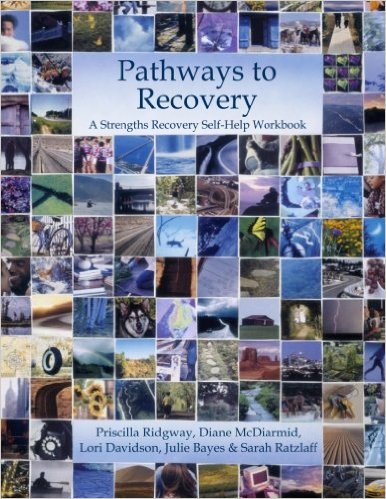 Pathways to
Recovery
A Strengths Recovery Self-Help Workbook
Priscilla Ridgway, Diane McDiarmid,
Lori Davidson, Julie Bayes & Sarah Ratzlaff